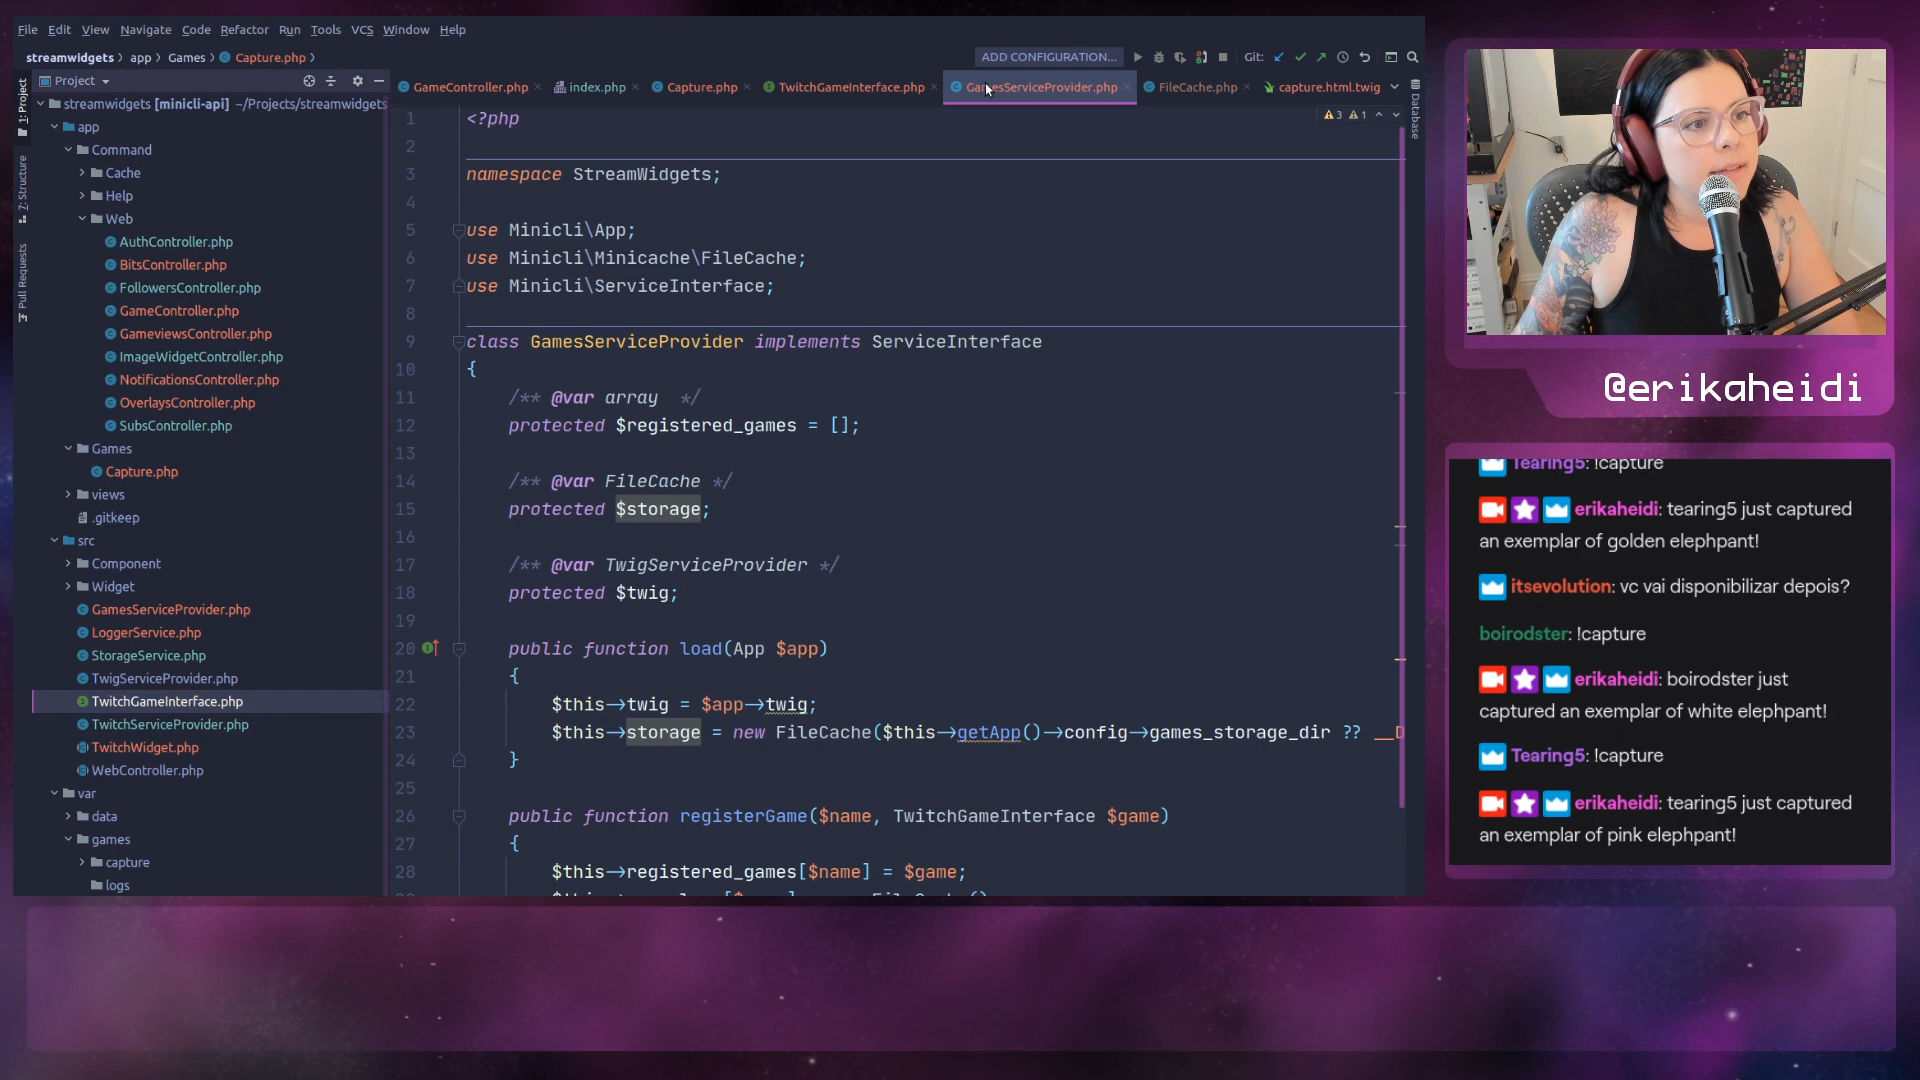 File Edit View Navigate Code Refactor Run Tools VCS Window Help
streamwidgets app Games Capture.php
ADD CONFIGURATION... Git:
1: Project
7: Structure
Pull Requests
Project
GameController.php index.php Capture.php TwitchGameInterface.php GamesServiceProvider.php FileCache.php capture.html.twig
Database
streamwidgets [minicli-api] ~/Projects/streamwidgets
app
Command
Cache
Help
Web
AuthController.php
BitsController.php
FollowersController.php
GameController.php
GameviewsController.php
ImageWidgetController.php
NotificationsController.php
OverlaysController.php
SubsController.php
Games
Capture.php
views
.gitkeep
src
Component
Widget
GamesServiceProvider.php
LoggerService.php
StorageService.php
TwigServiceProvider.php
TwitchGameInterface.php
TwitchServiceProvider.php
TwitchWidget.php
WebController.php
var
data
games
capture
logs
3 1
1 <?php
2
3 namespace StreamWidgets;
4
5 use Minicli\App;
6 use Minicli\Minicache\FileCache;
7 use Minicli\ServiceInterface;
8
9 class GamesServiceProvider implements ServiceInterface
10 {
11 /** @var array */
12 protected $registered_games = [];
13
14 /** @var FileCache */
15 protected $storage;
16
17 /** @var TwigServiceProvider */
18 protected $twig;
19
20 public function load(App $app)
21 {
22 $this->twig = $app->twig;
23 $this->storage = new FileCache($this->getApp()->config->games_storage_dir ?? __D
24 }
25
26 public function registerGame($name, TwitchGameInterface $game)
27 {
28 $this->registered_games[$name] = $game;
@erikaheidi
Tearing5: !capture
erikaheidi: tearing5 just captured
an exemplar of golden elephpant!
itsevolution: vc vai disponibilizar depois?
boirodster: !capture
erikaheidi: boirodster just
captured an exemplar of white elephpant!
Tearing5: !capture
erikaheidi: tearing5 just captured
an exemplar of pink elephpant!